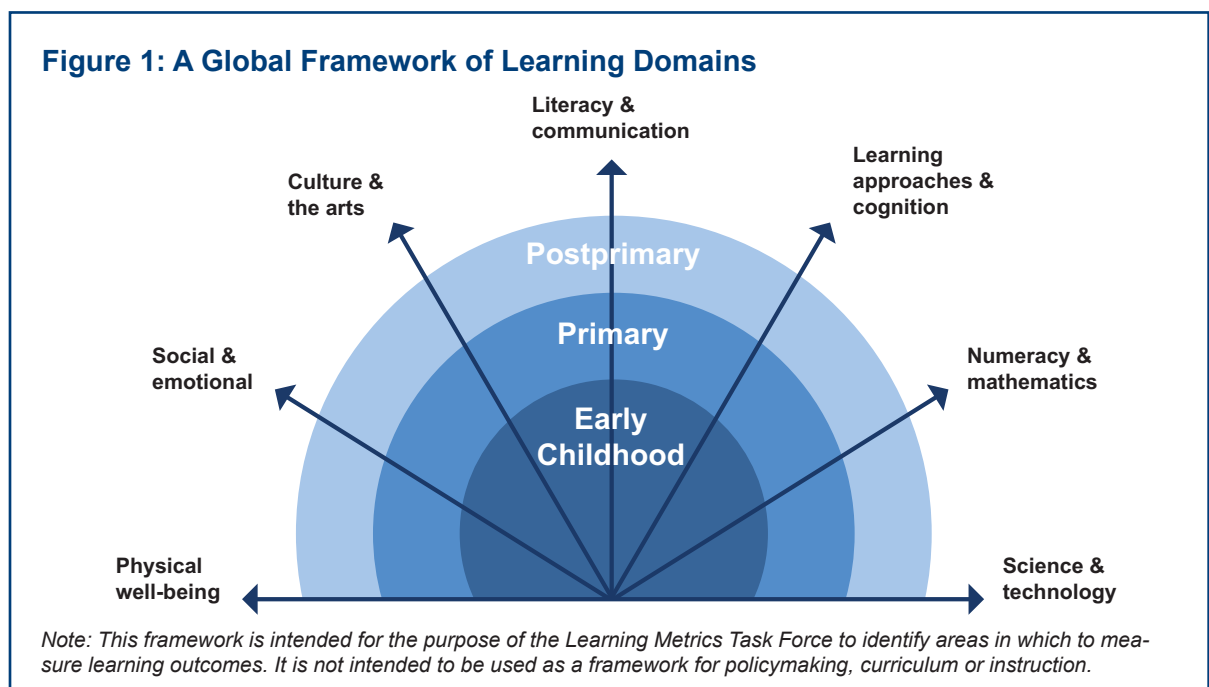 Figure 1: A Global Framework of Learning Domains
Literacy &
communication
Learning
approaches &
cognition
Culture &
the arts
Postprimary
Primary
Social &
emotional
Numeracy &
mathematics
Early
Childhood
Physical
well-being
Science &
technology
Note: This framework is intended for the purpose of the Learning Metrics Task Force to identify areas in which to mea-
sure learning outcomes. It is not intended to be used as a framework for policymaking, curriculum or instruction.